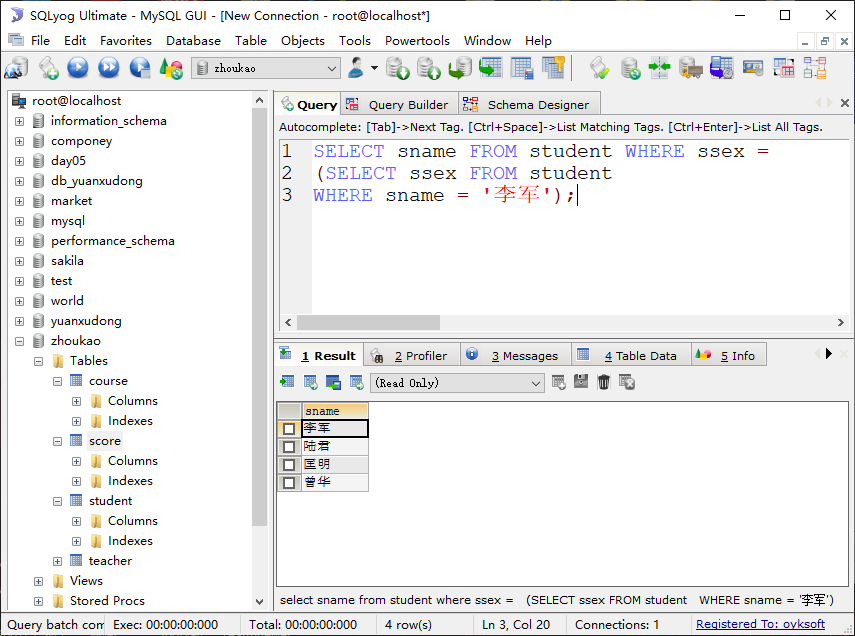 SQLyog Ultimate - MySQL GUI - [New Connection - root@localhost*]
File Edit Favorites Database Table Objects Tools Powertools Window Help
zhoukao
root@localhost
information_schema
componey
day05
db_yuanxudong
market
mysql
performance_schema
sakila
test
world
yuanxudong
zhoukao
Tables
course
Columns
Indexes
score
Columns
Indexes
student
Columns
Indexes
teacher
Views
Stored Procs
Query Query Builder Schema Designer
Autocomplete: [Tab]->Next Tag. [Ctrl+Space]->List Matching Tags. [Ctrl+Enter]->List All Tags.
1 SELECT sname FROM student WHERE ssex =
2 (SELECT ssex FROM student
3 WHERE sname = '李军');
1 Result 2 Profiler 3 Messages 4 Table Data 5 Info
(Read Only)
sname
李军
陆君
匡明
曾华
select sname from student where ssex = (SELECT ssex FROM student WHERE sname = '李军')
Query batch com Exec: 00:00:00:000 Total: 00:00:00:000 4 row(s) Ln 3, Col 20 Connections: 1 Registered To: oyksoft